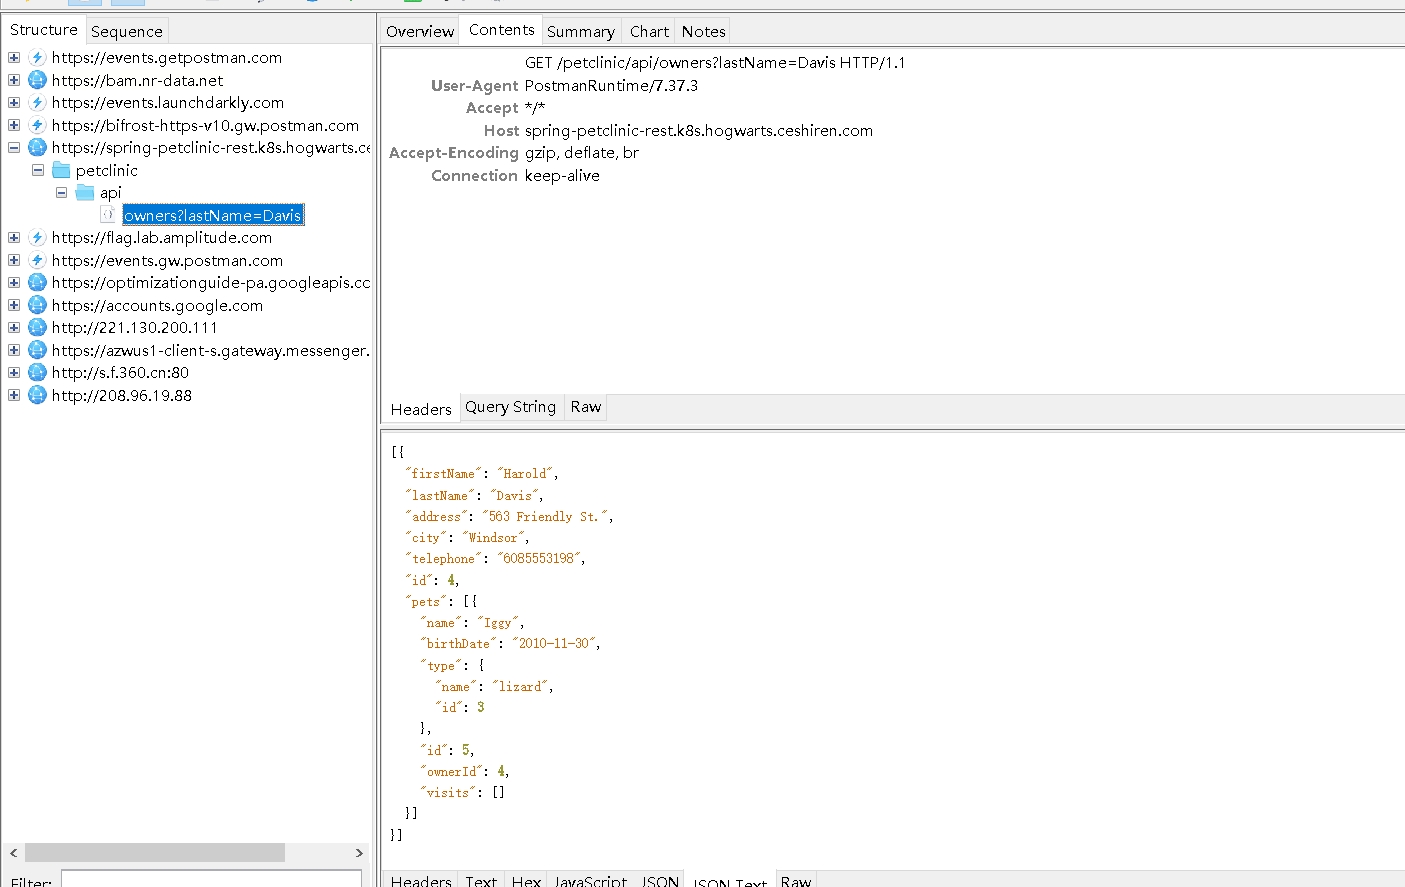 Structure
Sequence
https://events.getpostman.com
https://bam.nr-data.net
https://events.launchdarkly.com
https://bifrost-https-v10.gw.postman.com
https://spring-petclinic-rest.k8s.hogwarts.ce
petclinic
api
owners?lastName=Davis
https://flag.lab.amplitude.com
https://events.gw.postman.com
https://optimizationguide-pa.googleapis.cc
https://accounts.google.com
http://221.130.200.111
https://azwus1-client-s.gateway.messenger.
http://s.f.360.cn:80
http://208.96.19.88
Filter:
Overview Contents Summary Chart Notes
GET /petclinic/api/owners?lastName=Davis HTTP/1.1
User-Agent PostmanRuntime/7.37.3
Accept */*
Host spring-petclinic-rest.k8s.hogwarts.ceshiren.com
Accept-Encoding gzip, deflate, br
Connection keep-alive
Headers Query String Raw
[{
"firstName": "Harold",
"lastName": "Davis",
"address": "563 Friendly St.",
"city": "Windsor",
"telephone": "6085553198",
"id": 4,
"pets": [{
"name": "Iggy",
"birthDate": "2010-11-30",
"type": {
"name": "lizard",
"id": 3
},
"id": 5,
"ownerId": 4,
"visits": []
}]
}]
Headers Text Hex JavaScript JSON JSON Text Raw